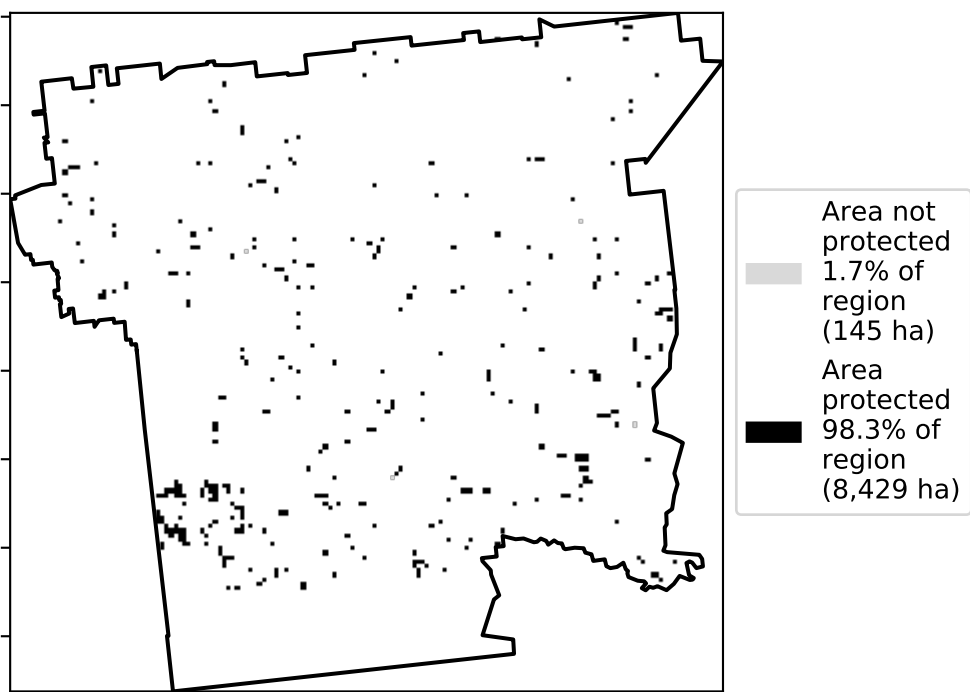 Area not
protected
1.7% of
region
(145 ha)
Area
protected
98.3% of
region
(8,429 ha)